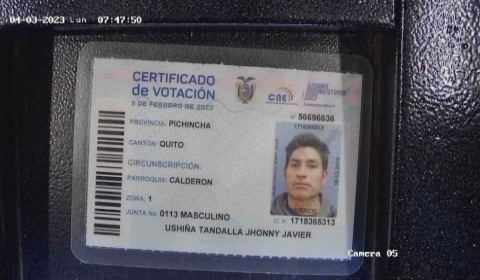 04-03-2023 Lun 07:47:50
CERTIFICADO
de VOTACIÓN
5 DE FEBRERO DE 2023
CNE
PROVINCIA: PICHINCHA
CANTÓN: QUITO
CIRCUNSCRIPCIÓN:
PARROQUIA: CALDERON
ZONA: 1
JUNTA No. 0113 MASCULINO
N° 56696636
1718365313
CC N°: 1718365313
USHIÑA TANDALLA JHONNY JAVIER
Camera 05